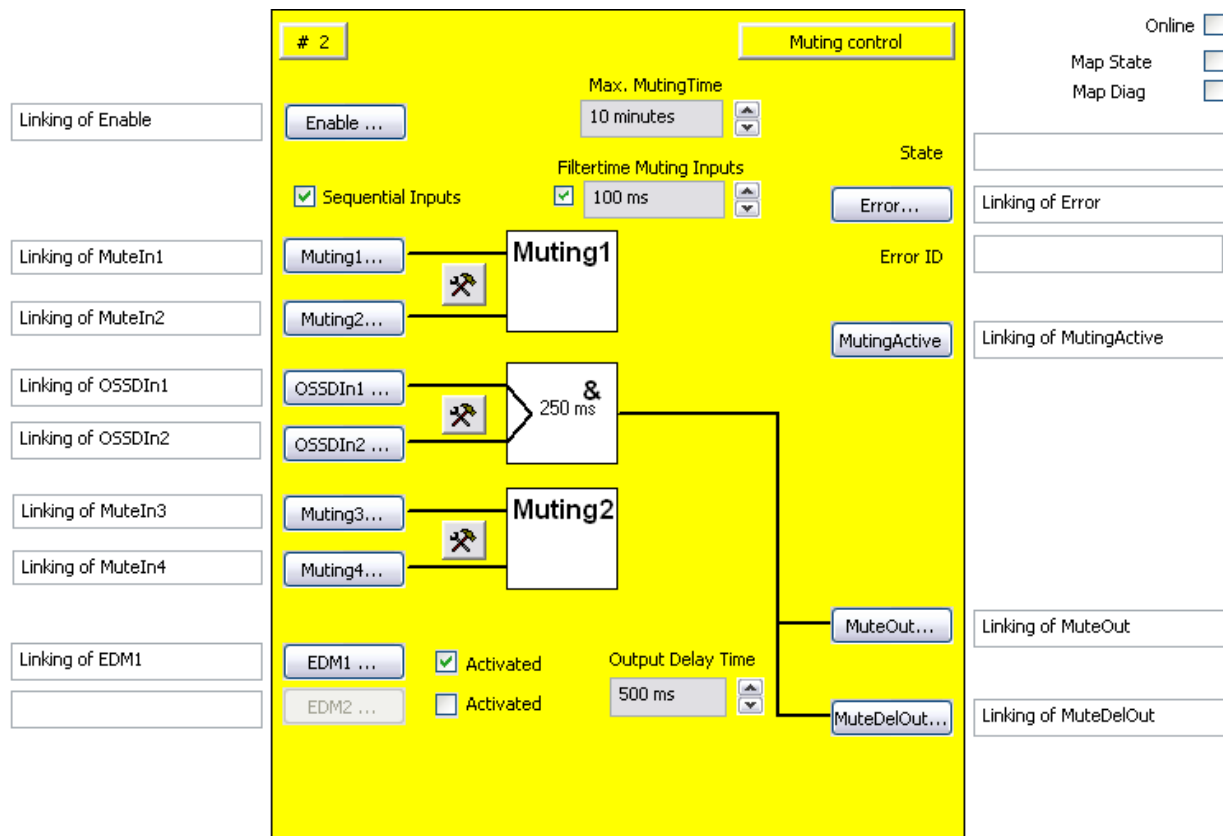 # 2
Muting control
Online
Map State
Map Diag
Max. MutingTime
10 minutes
Linking of Enable
Enable ...
State
Filtertime Muting Inputs
Sequential Inputs
100 ms
Error...
Linking of Error
Linking of MuteIn1
Muting1...
Muting1
Error ID
Linking of MuteIn2
Muting2...
MutingActive
Linking of MutingActive
Linking of OSSDIn1
OSSDIn1 ...
&
250 ms
Linking of OSSDIn2
OSSDIn2 ...
Linking of MuteIn3
Muting3...
Muting2
Linking of MuteIn4
Muting4...
MuteOut...
Linking of MuteOut
Linking of EDM1
EDM1 ...
Activated
Output Delay Time
500 ms
EDM2 ...
Activated
MuteDelOut...
Linking of MuteDelOut